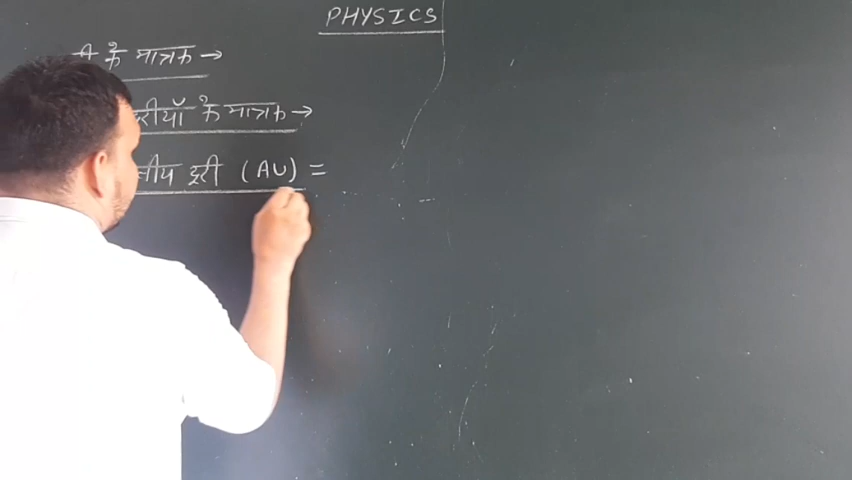 PHYSICS
के मात्रक →
के मात्रक →
दूरी (AU) =